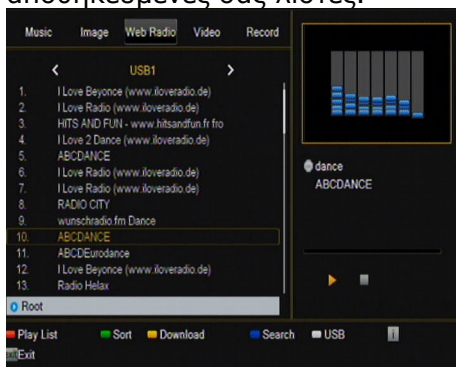 αποθηκευμένες σας λίστες.
Music Image Web Radio Video Record
USB1
1. I Love Beyonce (www.iloveradio.de)
2. I Love Radio (www.iloveradio.de)
3. HITS AND FUN - www.hitsandfun.fr fro
4. I Love 2 Dance (www.iloveradio.de)
5. ABCDANCE
6. I Love Radio (www.iloveradio.de)
7. I Love Radio (www.iloveradio.de)
8. RADIO CITY
9. wunschradio.fm Dance
10. ABCDANCE
11. ABCDEurodance
12. I Love Beyonce (www.iloveradio.de)
13. Radio Helax
dance
ABCDANCE
Root
Play List Sort Download Search USB i
Exit